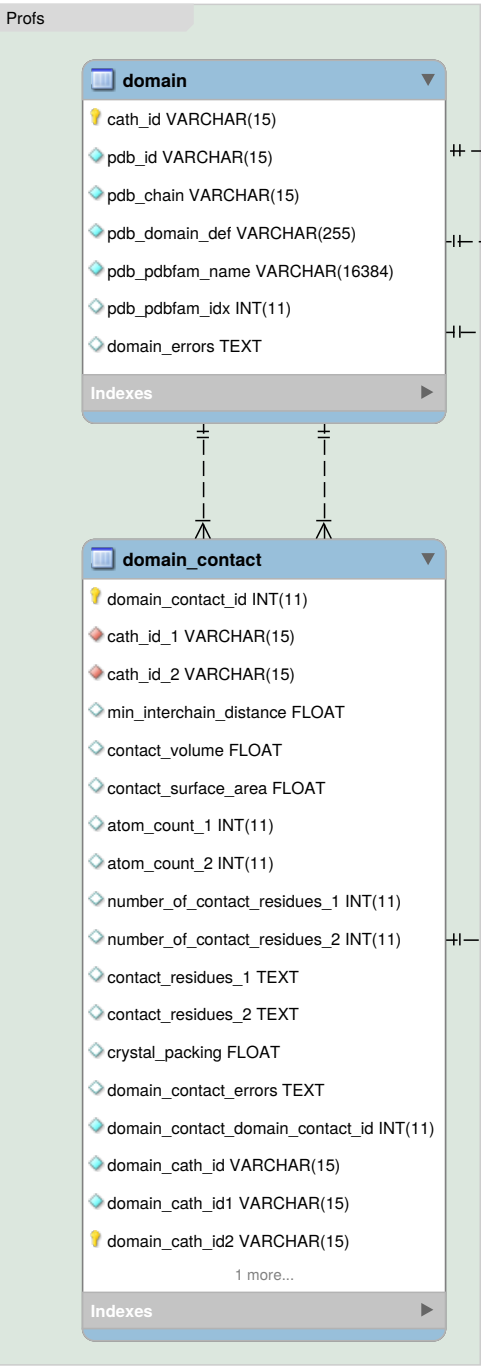 Profs
domain
cath_id VARCHAR(15)
pdb_id VARCHAR(15)
pdb_chain VARCHAR(15)
pdb_domain_def VARCHAR(255)
pdb_pdbfam_name VARCHAR(16384)
pdb_pdbfam_idx INT(11)
domain_errors TEXT
Indexes
domain_contact
domain_contact_id INT(11)
cath_id_1 VARCHAR(15)
cath_id_2 VARCHAR(15)
min_interchain_distance FLOAT
contact_volume FLOAT
contact_surface_area FLOAT
atom_count_1 INT(11)
atom_count_2 INT(11)
number_of_contact_residues_1 INT(11)
number_of_contact_residues_2 INT(11)
contact_residues_1 TEXT
contact_residues_2 TEXT
crystal_packing FLOAT
domain_contact_errors TEXT
domain_contact_domain_contact_id INT(11)
domain_cath_id VARCHAR(15)
domain_cath_id1 VARCHAR(15)
domain_cath_id2 VARCHAR(15)
1 more...
Indexes